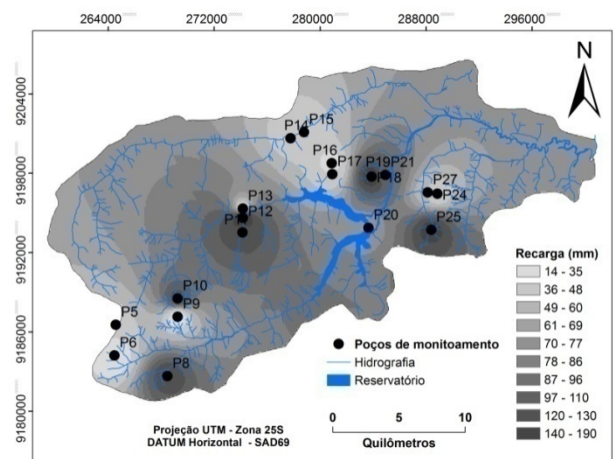 264000 272000 280000 288000 296000
9204000
9198000
9192000
9186000
9180000
N
P15
P14
P16
P17
P19 P21
P27
P24
P13
P12
P20
P25
P10
P9
P5
P6
P8
Recarga (mm)
14 - 35
36 - 48
49 - 60
61 - 69
70 - 77
78 - 86
87 - 96
97 - 110
120 - 130
140 - 190
Poços de monitoamento
Hidrografia
Reservatório
Projeção UTM - Zona 25S
DATUM Horizontal - SAD69
0 5 10
Quilômetros